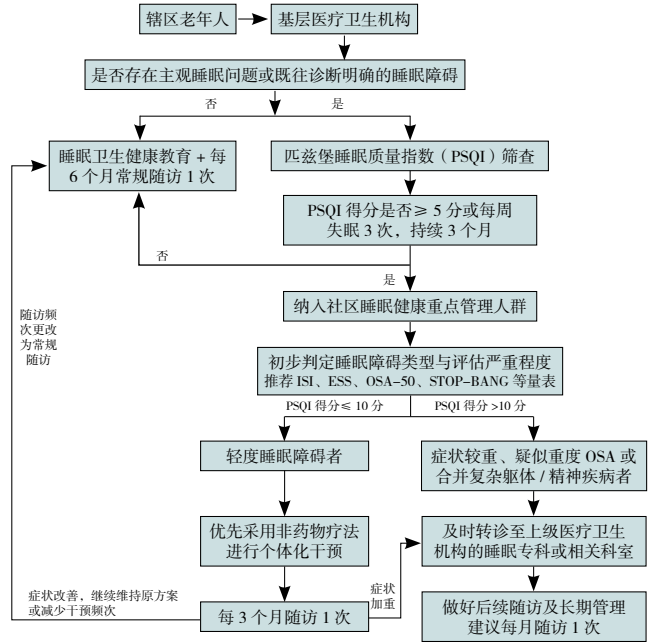 辖区老年人
基层医疗卫生机构
是否存在主观睡眠问题或既往诊断明确的睡眠障碍
否
是
睡眠卫生健康教育 + 每
6 个月常规随访 1 次
匹兹堡睡眠质量指数（PSQI）筛查
PSQI 得分是否≥ 5 分或每周
失眠 3 次，持续 3 个月
否
是
纳入社区睡眠健康重点管理人群
随访频
次更改
为常规
随访
初步判定睡眠障碍类型与评估严重程度
推荐 ISI、ESS、OSA-50、STOP-BANG 等量表
PSQI 得分≤ 10 分
PSQI 得分 >10 分
轻度睡眠障碍者
症状较重、疑似重度 OSA 或
合并复杂躯体 / 精神疾病者
优先采用非药物疗法
进行个体化干预
及时转诊至上级医疗卫生
机构的睡眠专科或相关科室
症状改善，继续维持原方案
或减少干预频次
症状
加重
每 3 个月随访 1 次
做好后续随访及长期管理
建议每月随访 1 次